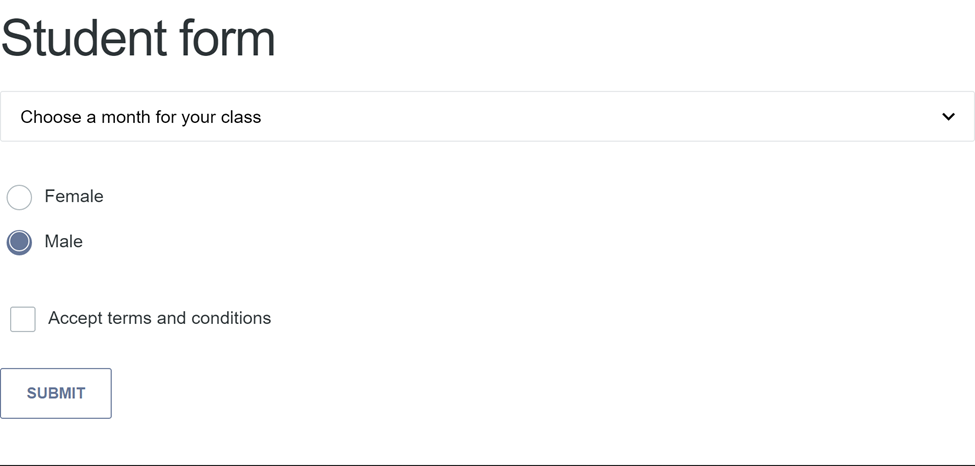 Student form
Choose a month for your class
Female
Male
Accept terms and conditions
SUBMIT